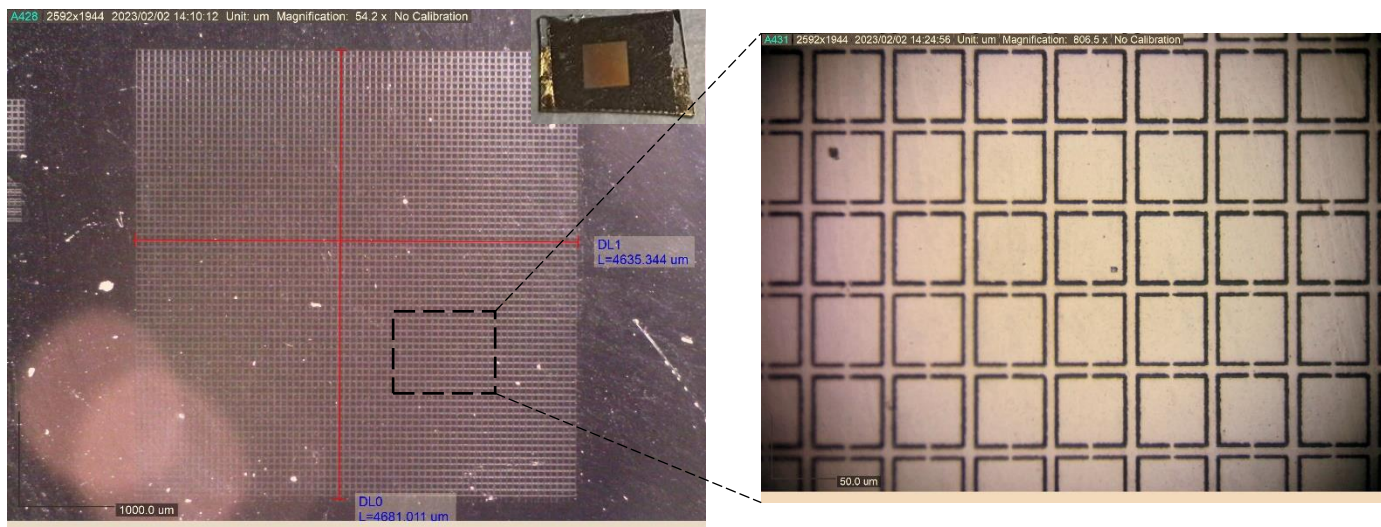 A428 2592x1944 2023/02/02 14:10:12 Unit: um Magnification: 54.2 x No Calibration
A431 2592x1944 2023/02/02 14:24:56 Unit: um Magnification: 806.5 x No Calibration
DL1
L=4635.344 um
50.0 um
DL0
1000.0 um
L=4681.011 um